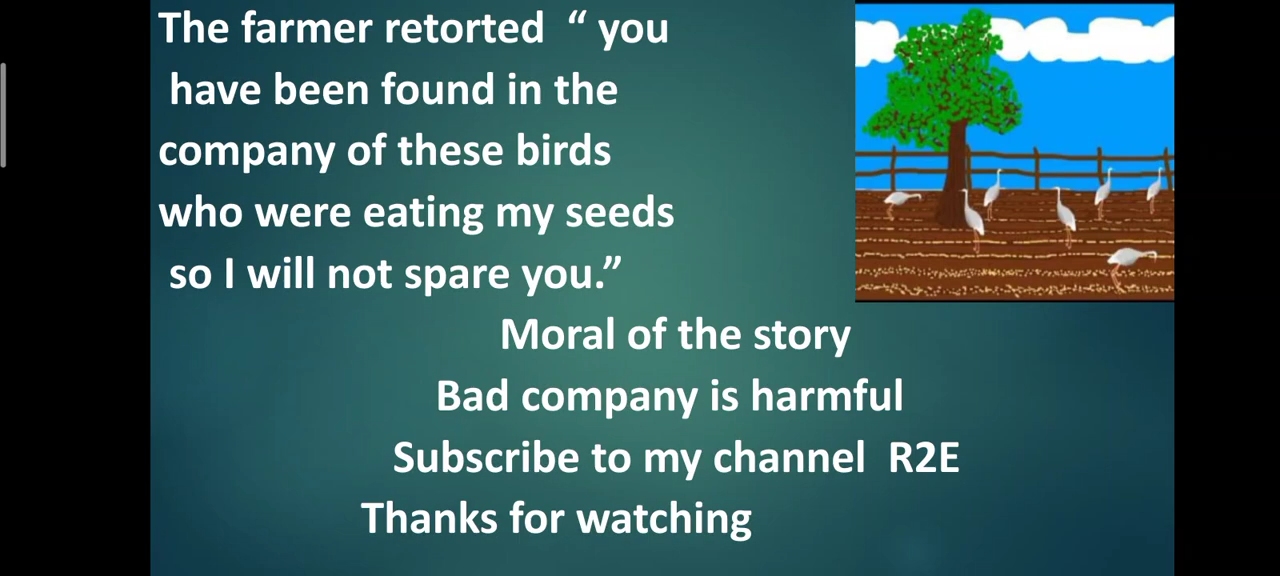 The farmer retorted “ you
have been found in the
company of these birds
who were eating my seeds
so I will not spare you.”
Moral of the story
Bad company is harmful
Subscribe to my channel R2E
Thanks for watching